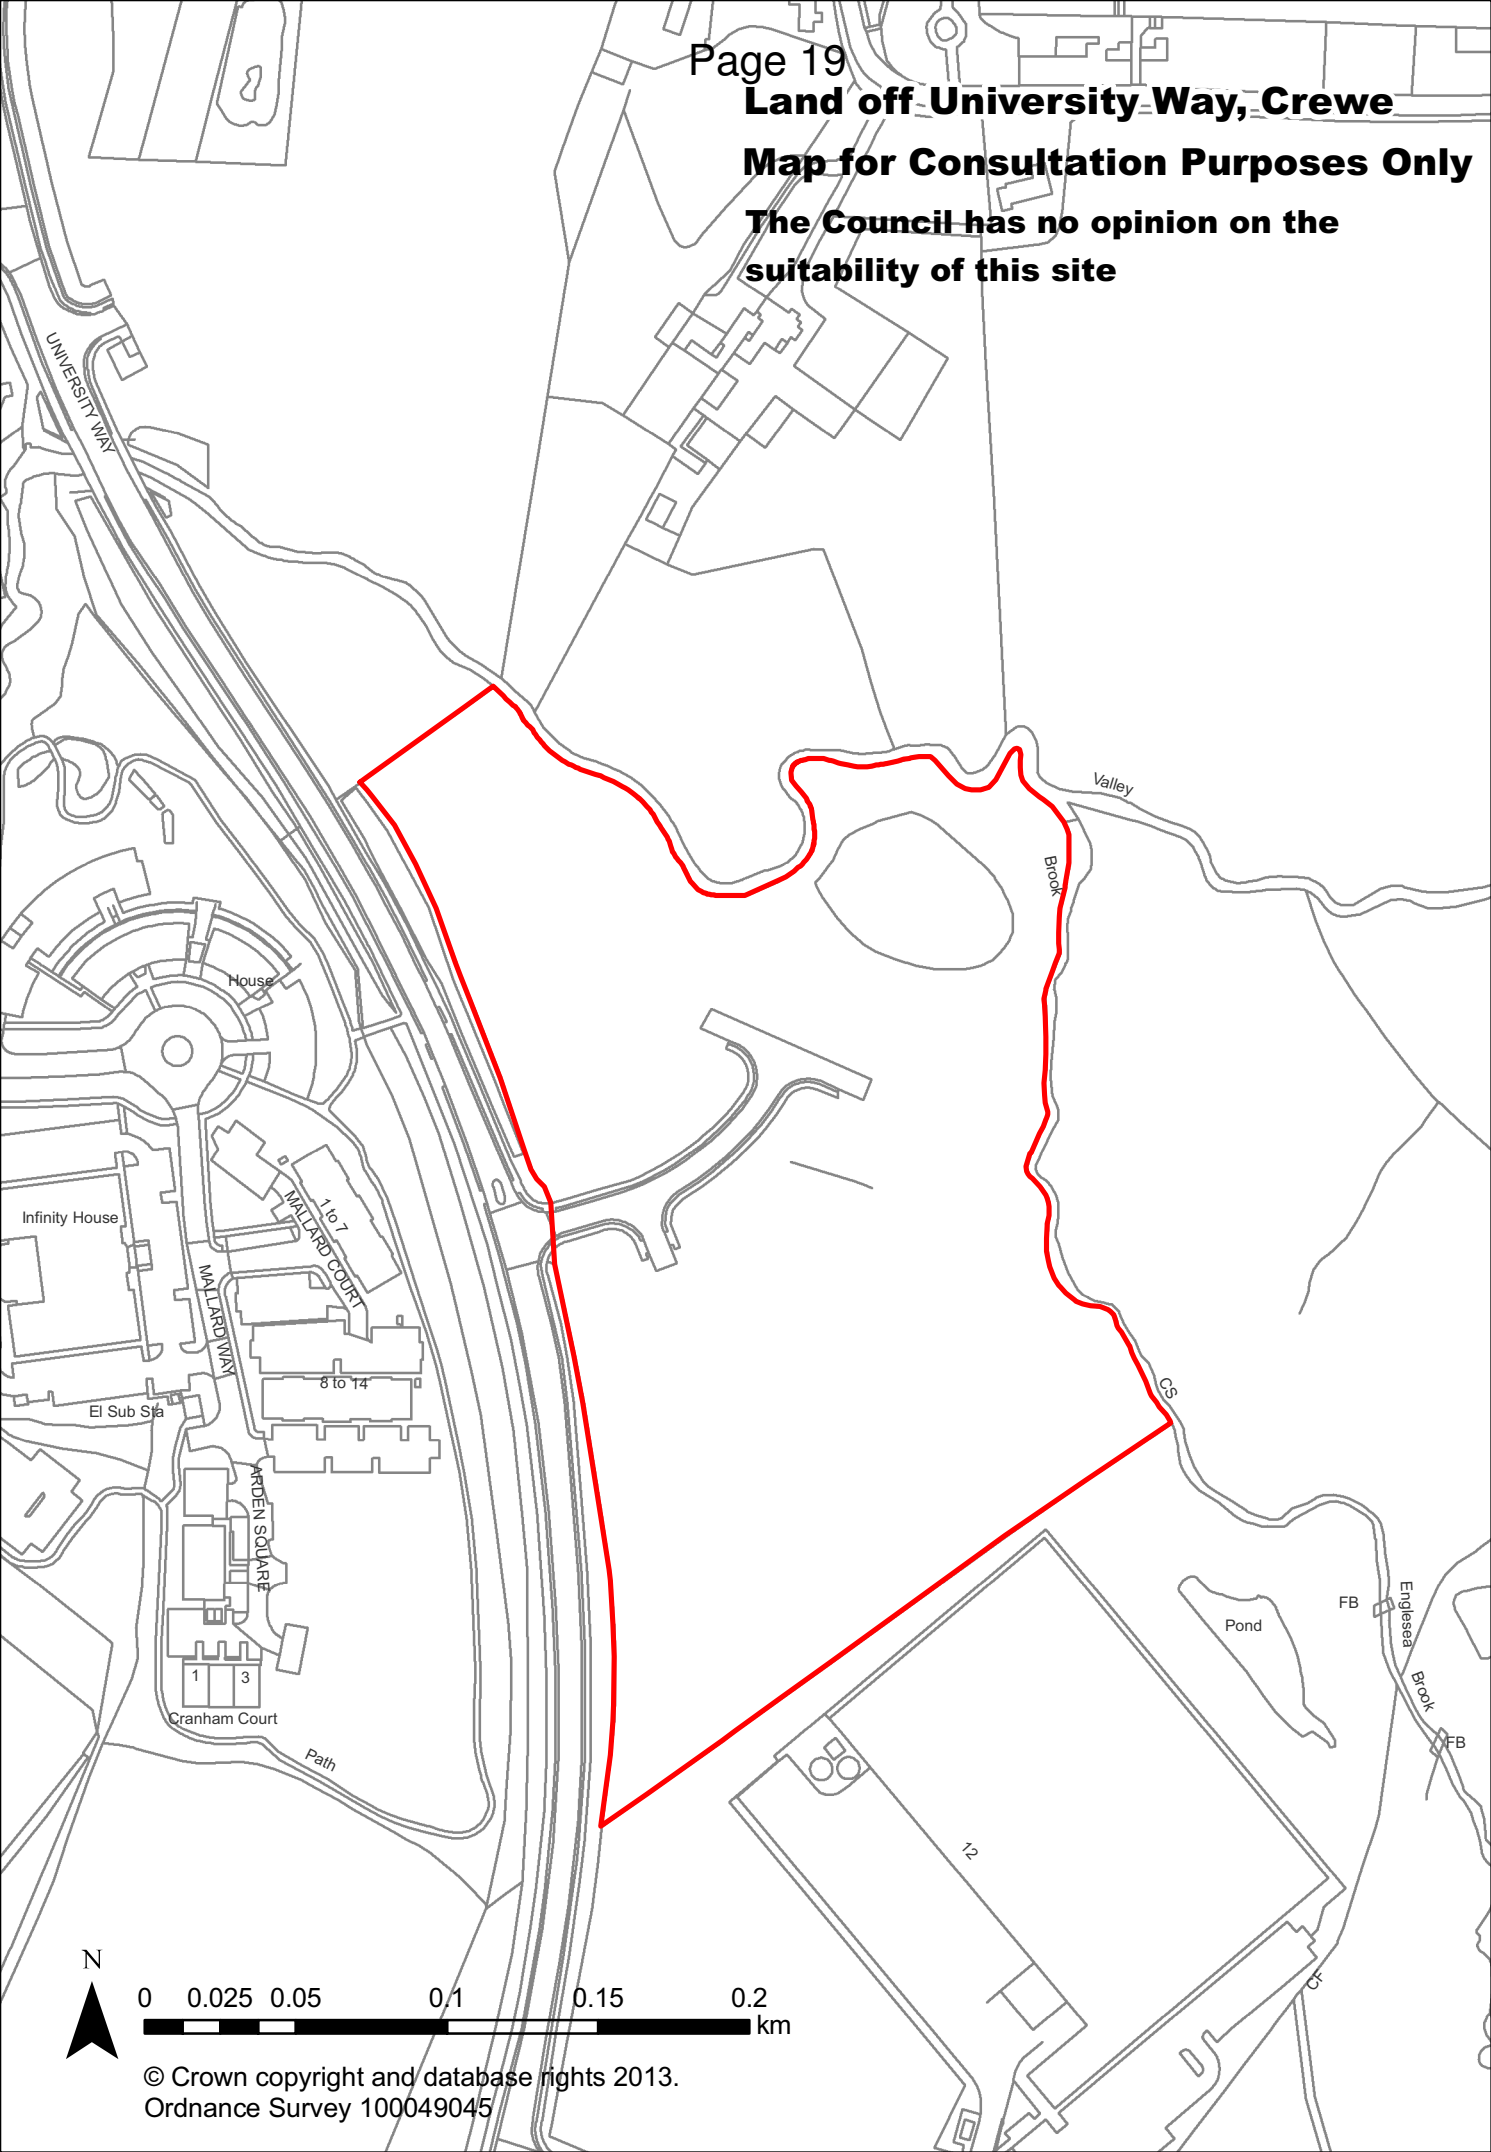 Page 19
Land off University Way, Crewe
Map for Consultation Purposes Only
The Council has no opinion on the
suitability of this site
UNIVERSITY WAY
Valley
Brook
House
Infinity House
1 to 7
MALLARD COURT
MALLARD WAY
8 to 14
El Sub Sta
CS
ARDEN SQUARE
FB
Englesea
Pond
1
3
Brook
Cranham Court
FB
Path
12
CF
N
0 0.025 0.05 0.1 0.15 0.2
km
© Crown copyright and database rights 2013.
Ordnance Survey 100049045